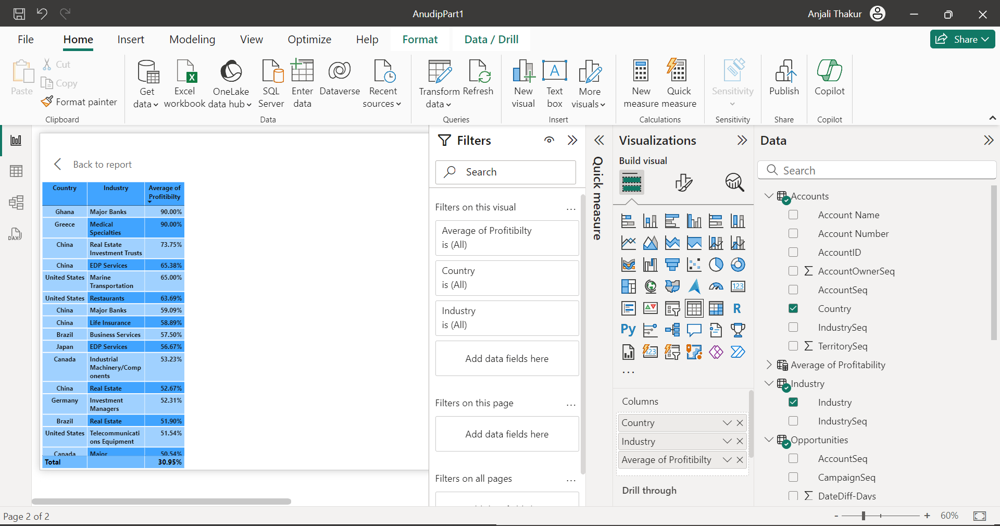 AnudipPart1
Anjali Thakur
File
Home
Insert
Modeling
View
Optimize
Help
Format
Data / Drill
Share
Paste
Cut
Copy
Format painter
Clipboard
Get data
Excel workbook
OneLake data hub
SQL Server
Enter data
Dataverse
Recent sources
Data
Transform data
Refresh
Queries
New visual
Text box
More visuals
Insert
New measure
Quick measure
Calculations
Sensitivity
Sensitivity
Publish
Share
Copilot
Copilot
Back to report
Country Industry Average of Profitibilty
Ghana Major Banks 90.00%
Greece Medical Specialties 90.00%
China Real Estate Investment Trusts 73.75%
China EDP Services 65.38%
United States Marine Transportation 65.00%
United States Restaurants 63.69%
China Major Banks 59.09%
China Life Insurance 58.89%
Brazil Business Services 57.50%
Japan EDP Services 56.67%
Canada Industrial Machinery/Components 53.23%
China Real Estate 52.67%
Germany Investment Managers 52.31%
Brazil Real Estate 51.90%
United States Telecommunications Equipment 51.54%
Canada Major 50.54%
Total 30.95%
Filters
Search
Filters on this visual ...
Average of Profitibilty
is (All)
Country
is (All)
Industry
is (All)
Add data fields here
Filters on this page ...
Add data fields here
Filters on all pages ...
Quick measure
Visualizations
Build visual
123
R
Py
123
...
Columns
Country
Industry
Average of Profitibilty
Drill through
Data
Search
Accounts
Account Name
Account Number
AccountID
AccountOwnerSeq
AccountSeq
Country
IndustrySeq
TerritorySeq
Average of Profitability
Industry
Industry
IndustrySeq
Opportunities
AccountSeq
CampaignSeq
DateDiff-Days
DAX
Page 2 of 2
- + 60%